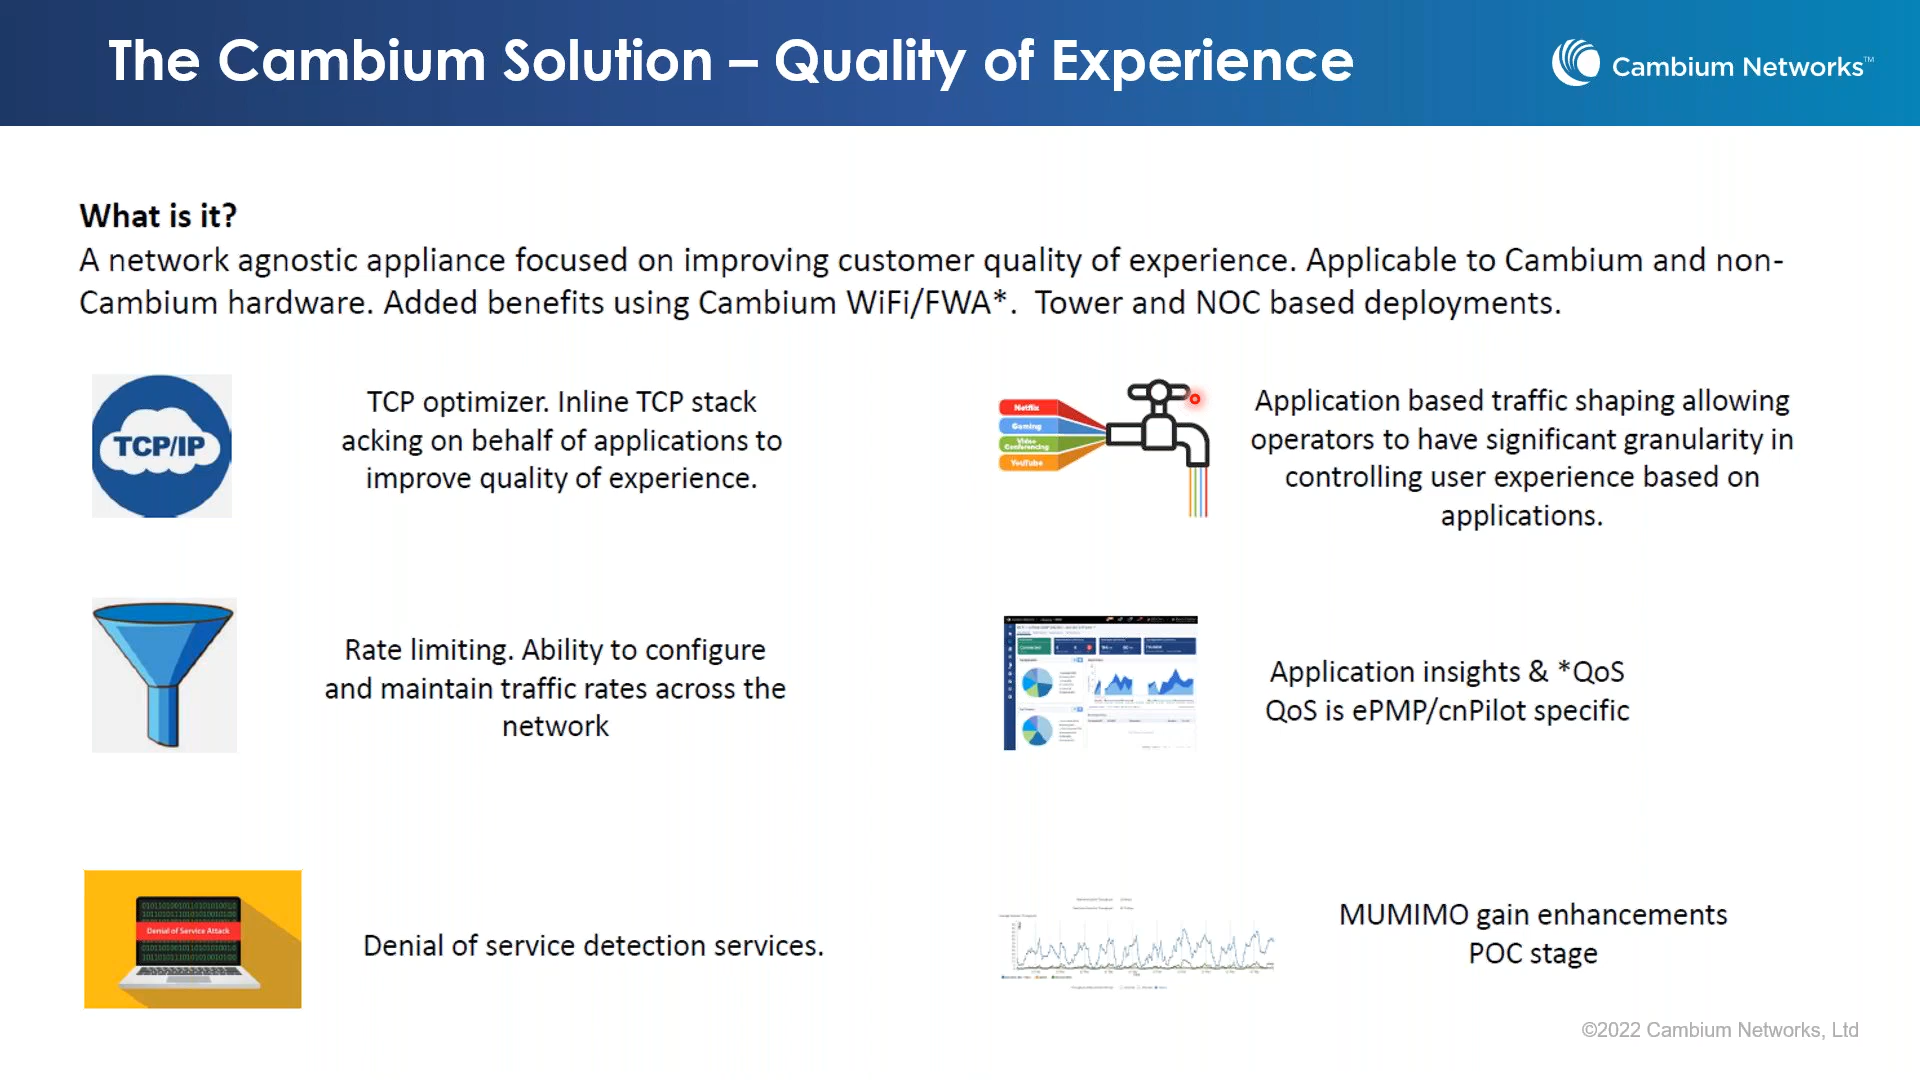 The Cambium Solution – Quality of Experience
Cambium Networks™
What is it?
A network agnostic appliance focused on improving customer quality of experience. Applicable to Cambium and non-
Cambium hardware. Added benefits using Cambium WiFi/FWA*. Tower and NOC based deployments.
TCP/IP
TCP optimizer. Inline TCP stack
acking on behalf of applications to
improve quality of experience.
Netflix
Gaming
Video
Conferencing
YouTube
Application based traffic shaping allowing
operators to have significant granularity in
controlling user experience based on
applications.
Rate limiting. Ability to configure
and maintain traffic rates across the
network
Application insights & *QoS
QoS is ePMP/cnPilot specific
Denial of Service Attack
Denial of service detection services.
MUMIMO gain enhancements
POC stage
©2022 Cambium Networks, Ltd